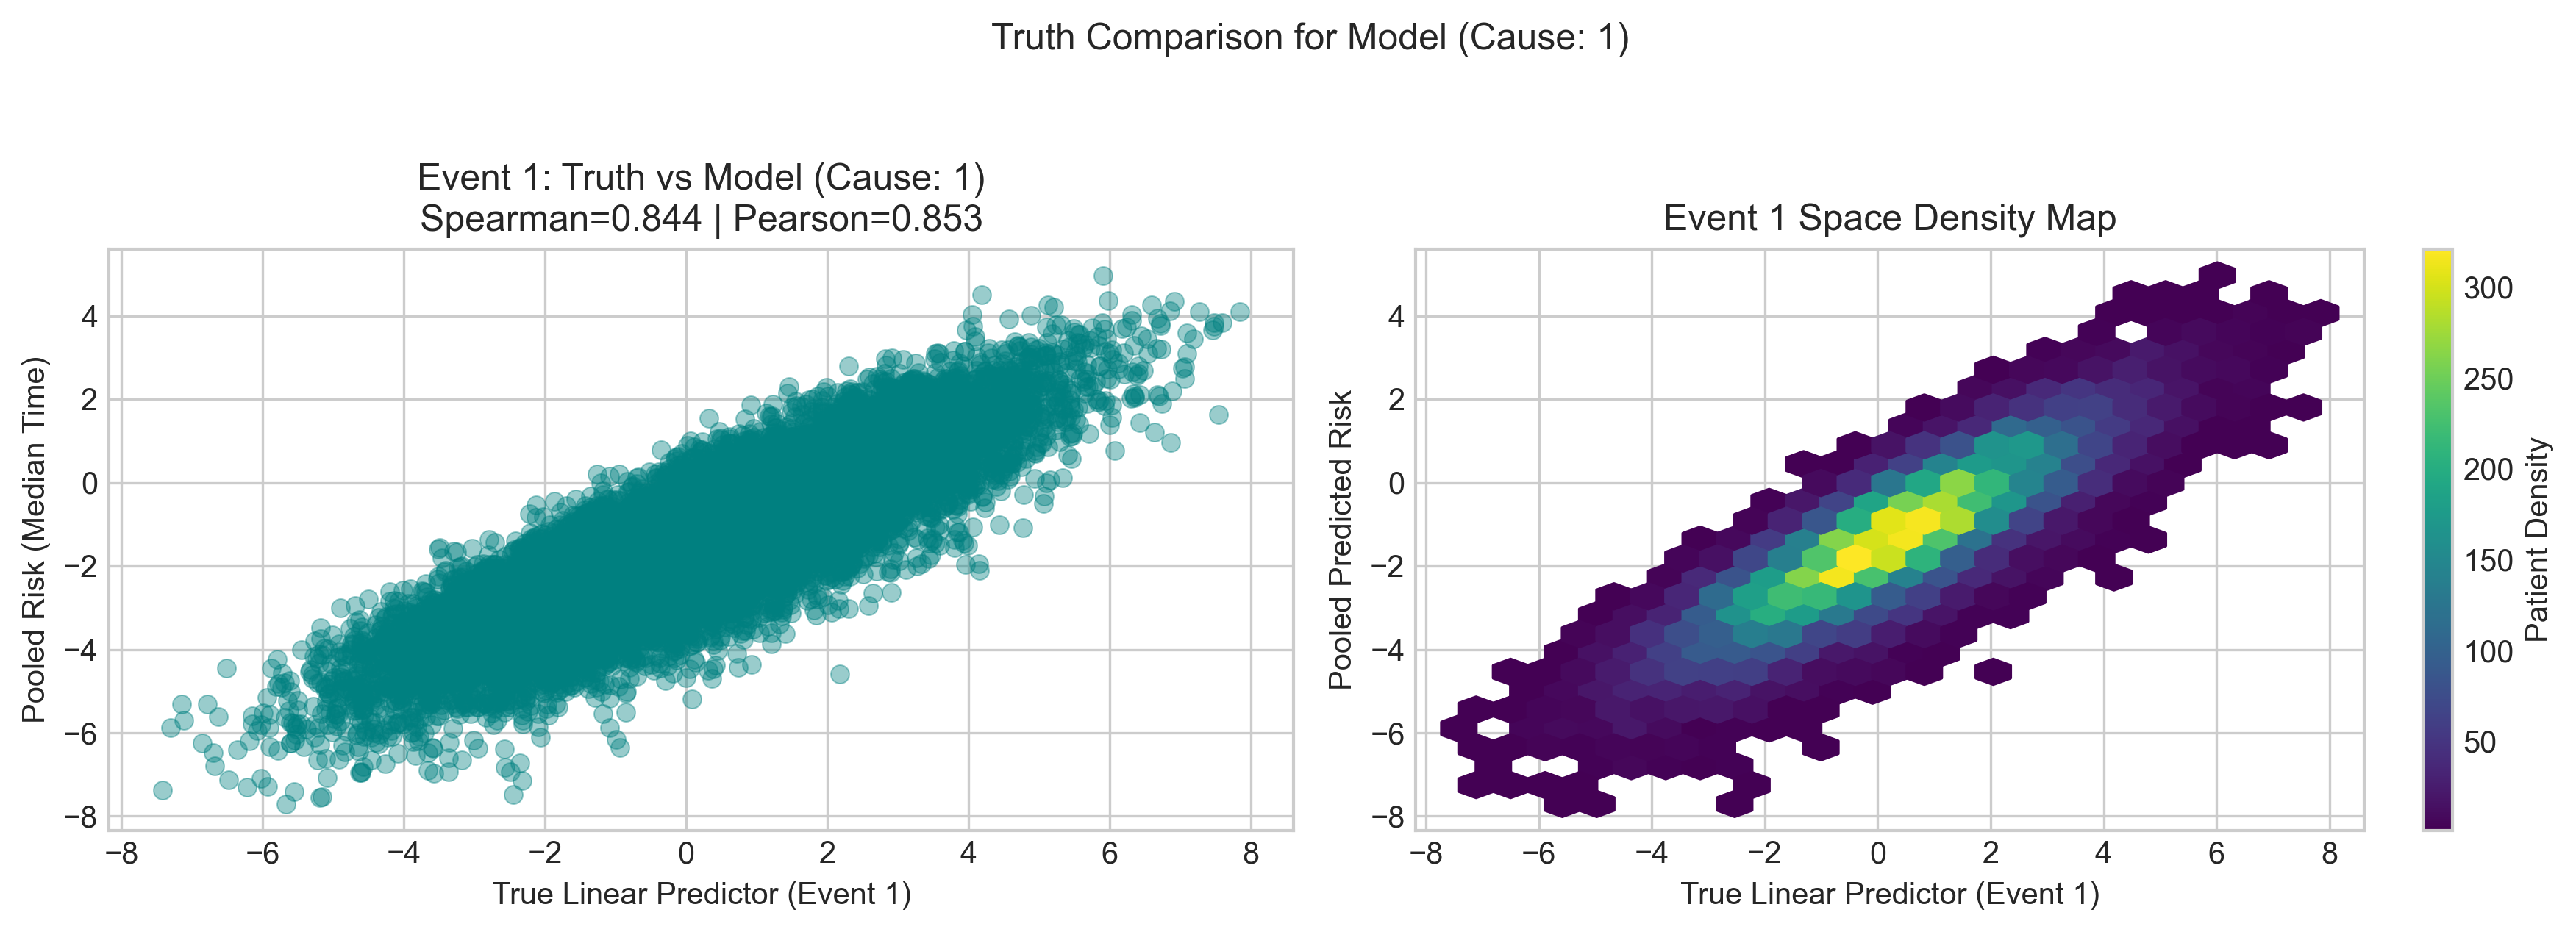 Truth Comparison for Model (Cause: 1)
Event 1: Truth vs Model (Cause: 1)
Spearman=0.844 | Pearson=0.853
Pooled Risk (Median Time)
4
2
0
−2
−4
−6
−8
−8 −6 −4 −2 0 2 4 6 8
True Linear Predictor (Event 1)
Event 1 Space Density Map
Pooled Predicted Risk
4
2
0
−2
−4
−6
−8
−8 −6 −4 −2 0 2 4 6 8
True Linear Predictor (Event 1)
300
250
200
150
100
50
Patient Density